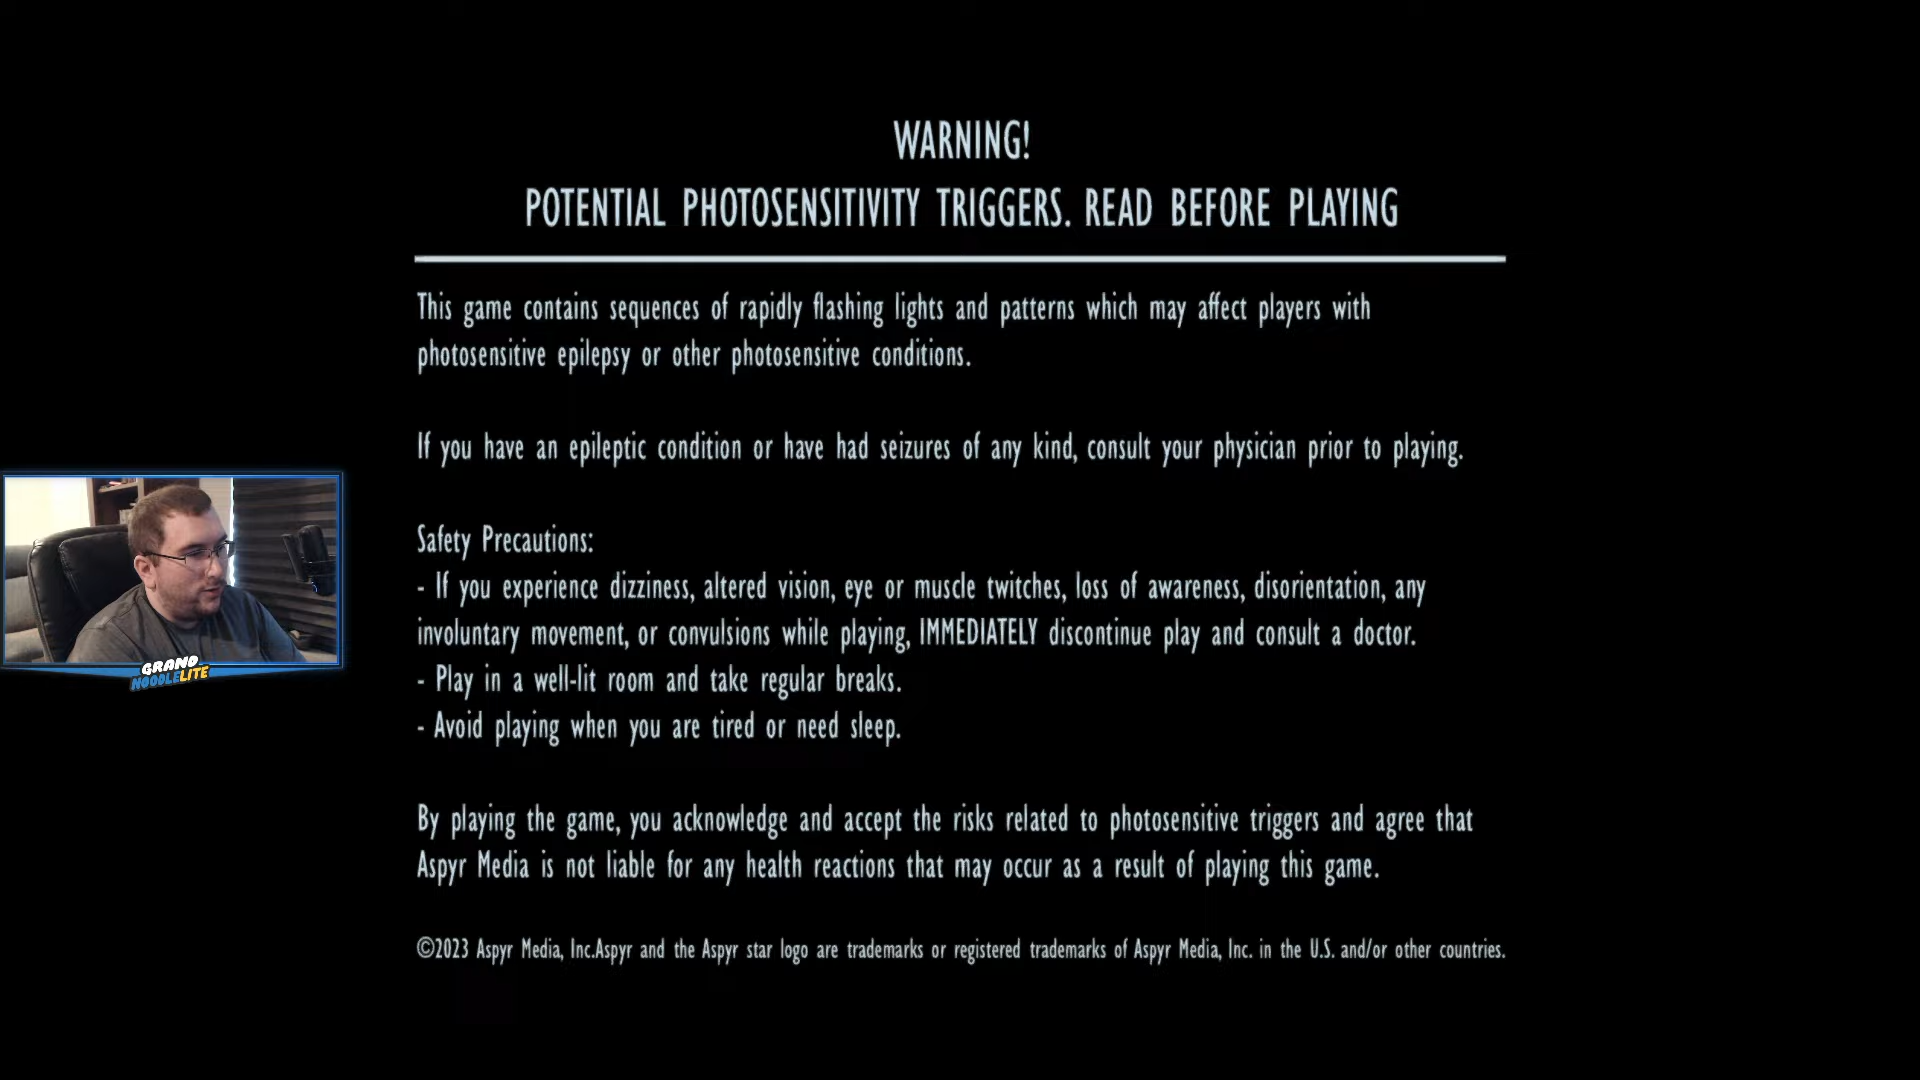 WARNING!
POTENTIAL PHOTOSENSITIVITY TRIGGERS. READ BEFORE PLAYING
This game contains sequences of rapidly flashing lights and patterns which may affect players with
photosensitive epilepsy or other photosensitive conditions.
If you have an epileptic condition or have had seizures of any kind, consult your physician prior to playing.
Safety Precautions:
- If you experience dizziness, altered vision, eye or muscle twitches, loss of awareness, disorientation, any
involuntary movement, or convulsions while playing, IMMEDIATELY discontinue play and consult a doctor.
- Play in a well-lit room and take regular breaks.
- Avoid playing when you are tired or need sleep.
By playing the game, you acknowledge and accept the risks related to photosensitive triggers and agree that
Aspyr Media is not liable for any health reactions that may occur as a result of playing this game.
©2023 Aspyr Media, Inc.Aspyr and the Aspyr star logo are trademarks or registered trademarks of Aspyr Media, Inc. in the U.S. and/or other countries.
GRAND
NOODLELITE